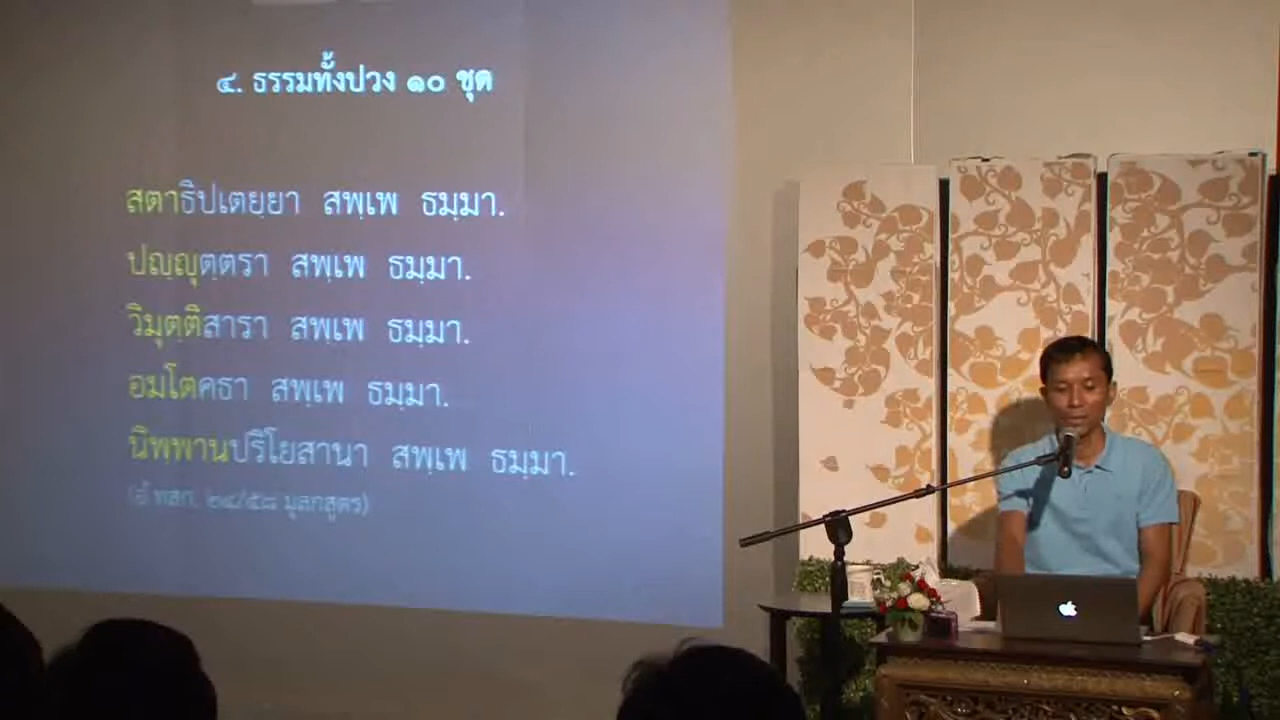 ๔. ธรรมทั้งปวง ๑๐ ชุด
สตาธิปเตยฺยา สพฺเพ ธมฺมา.
ปญฺญุตฺตรา สพฺเพ ธมฺมา.
วิมุตฺติสารา สพฺเพ ธมฺมา.
อมโตคธา สพฺเพ ธมฺมา.
นิพฺพานปริโยสานา สพฺเพ ธมฺมา.
(อํ.ทสก. ๒๔/๕๘ มูลกสูตร)